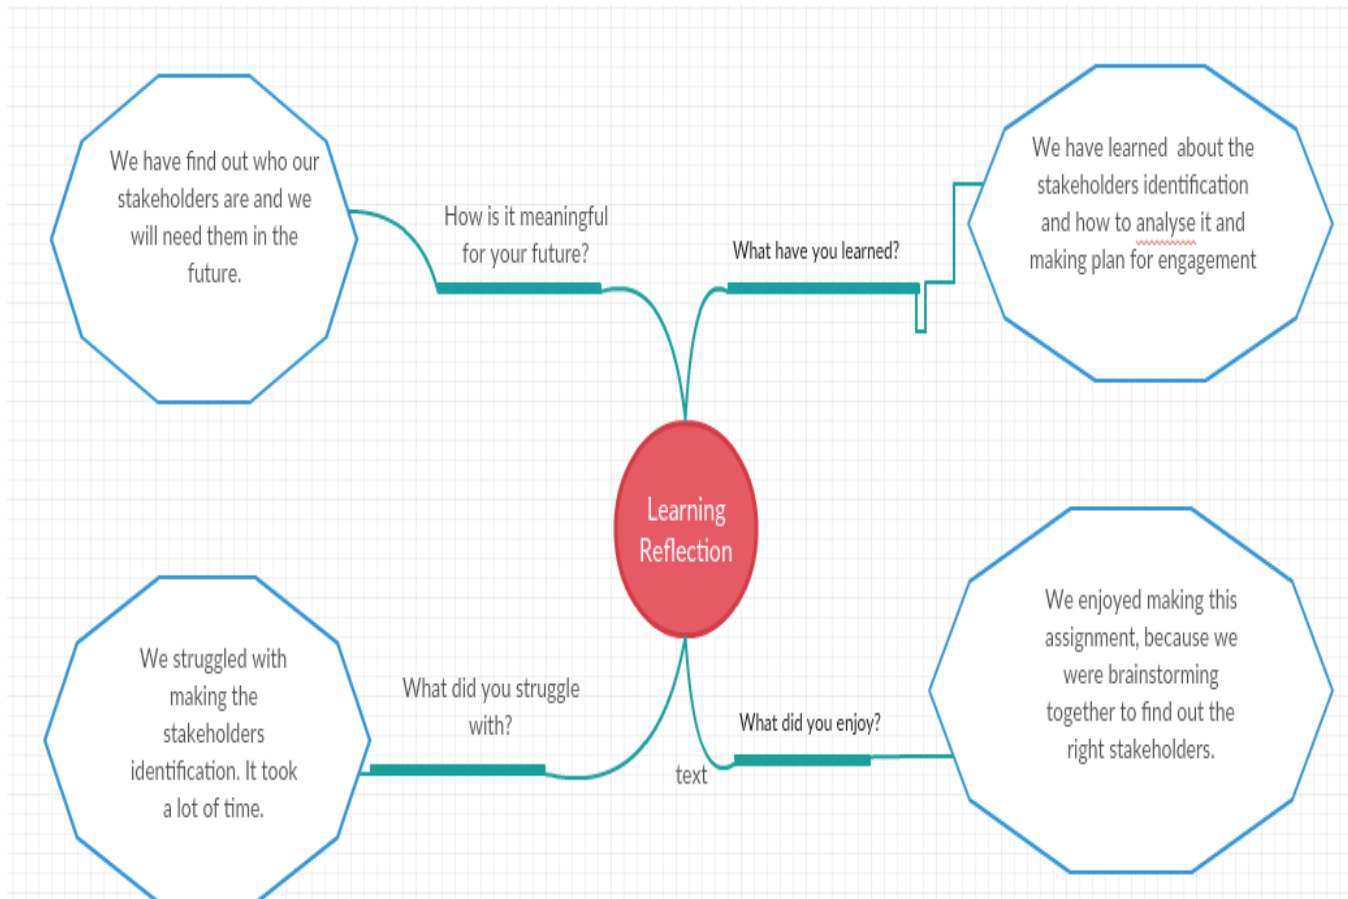 We have find out who our
stakeholders are and we
will need them in the
future.
How is it meaningful
for your future?
What have you learned?
We have learned  about the
stakeholders identification
and how to analyse it and
making plan for engagement
Learning
Reflection
We struggled with
making the
stakeholders
identification. It took
a lot of time.
What did you struggle
with?
text
What did you enjoy?
We enjoyed making this
assignment, because we
were brainstorming
together to find out the
right stakeholders.